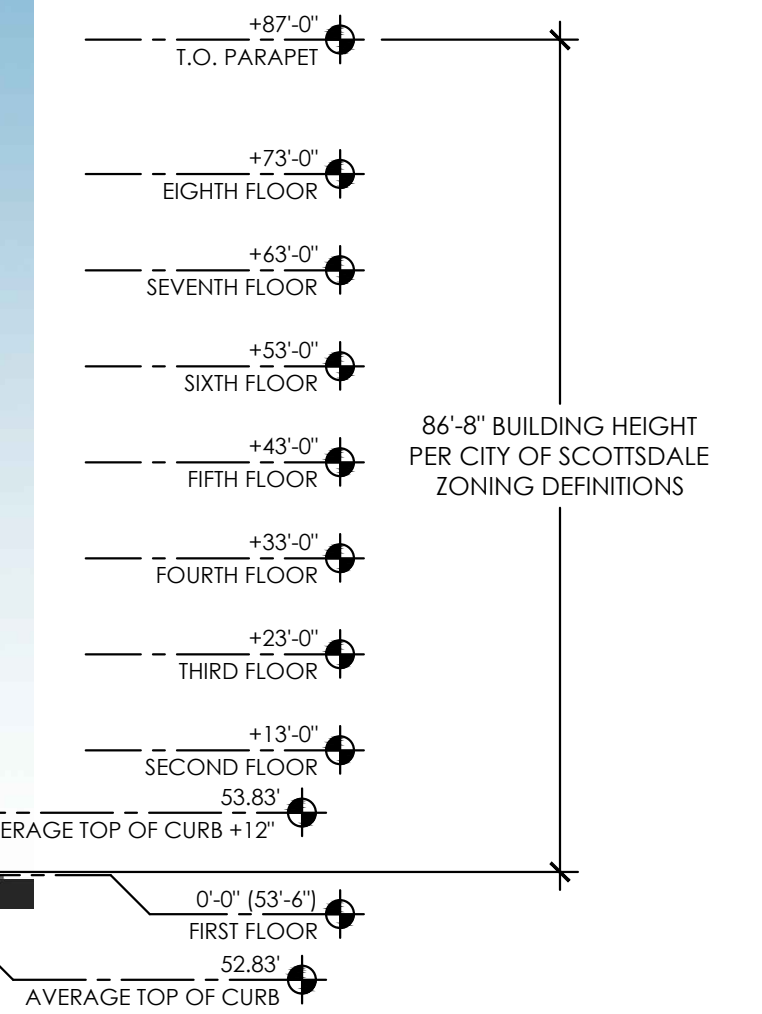 +87'-0"
T.O. PARAPET
+73'-0"
EIGHTH FLOOR
+63'-0"
SEVENTH FLOOR
+53'-0"
SIXTH FLOOR
86'-8" BUILDING HEIGHT
PER CITY OF SCOTTSDALE
ZONING DEFINITIONS
+43'-0"
FIFTH FLOOR
+33'-0"
FOURTH FLOOR
+23'-0"
THIRD FLOOR
+13'-0"
SECOND FLOOR
53.83'
ERAGE TOP OF CURB +12"
0'-0" (53'-6")
FIRST FLOOR
52.83'
AVERAGE TOP OF CURB